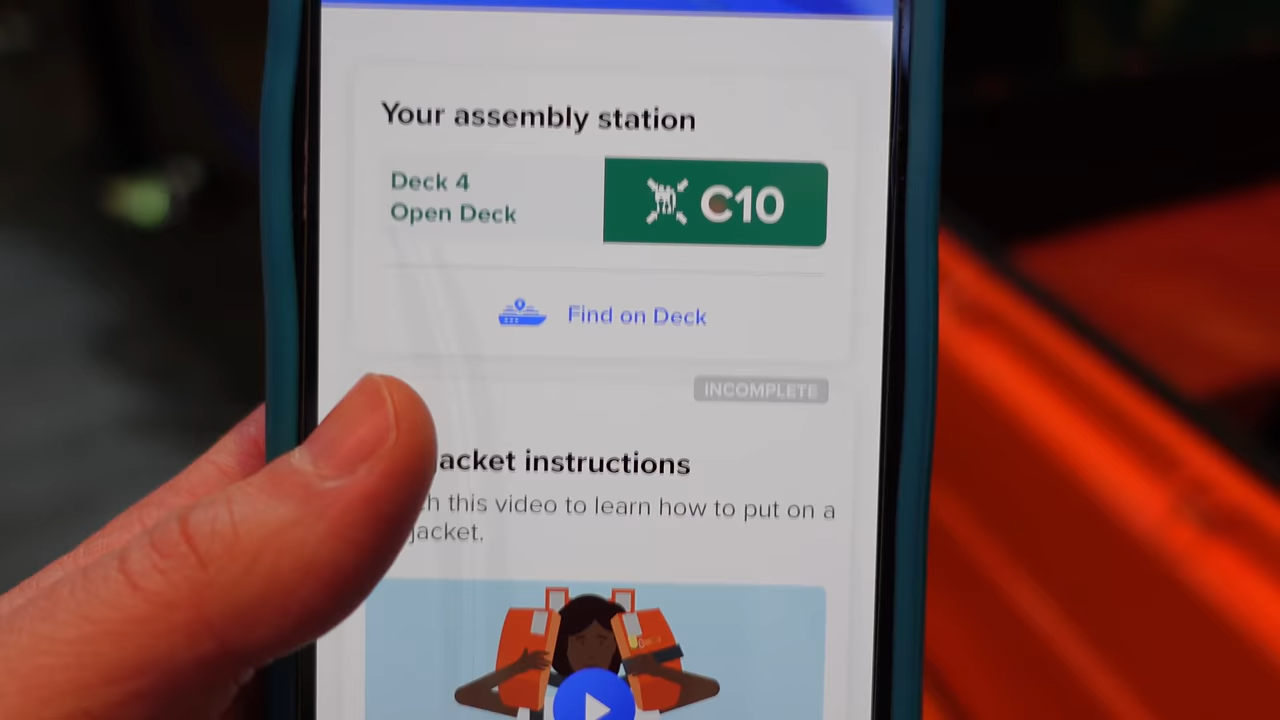 Your assembly station
Deck 4
Open Deck
C10
Find on Deck
INCOMPLETE
acket instructions
h this video to learn how to put on a
jacket.